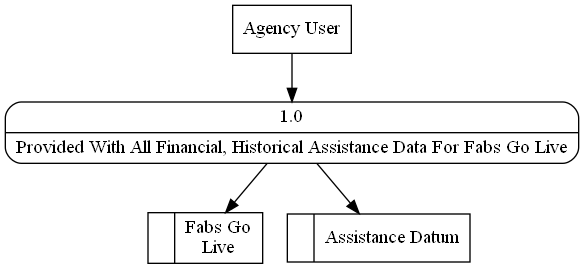 Agency User
1.0
Provided With All Financial, Historical Assistance Data For Fabs Go Live
Fabs Go
Live
Assistance Datum